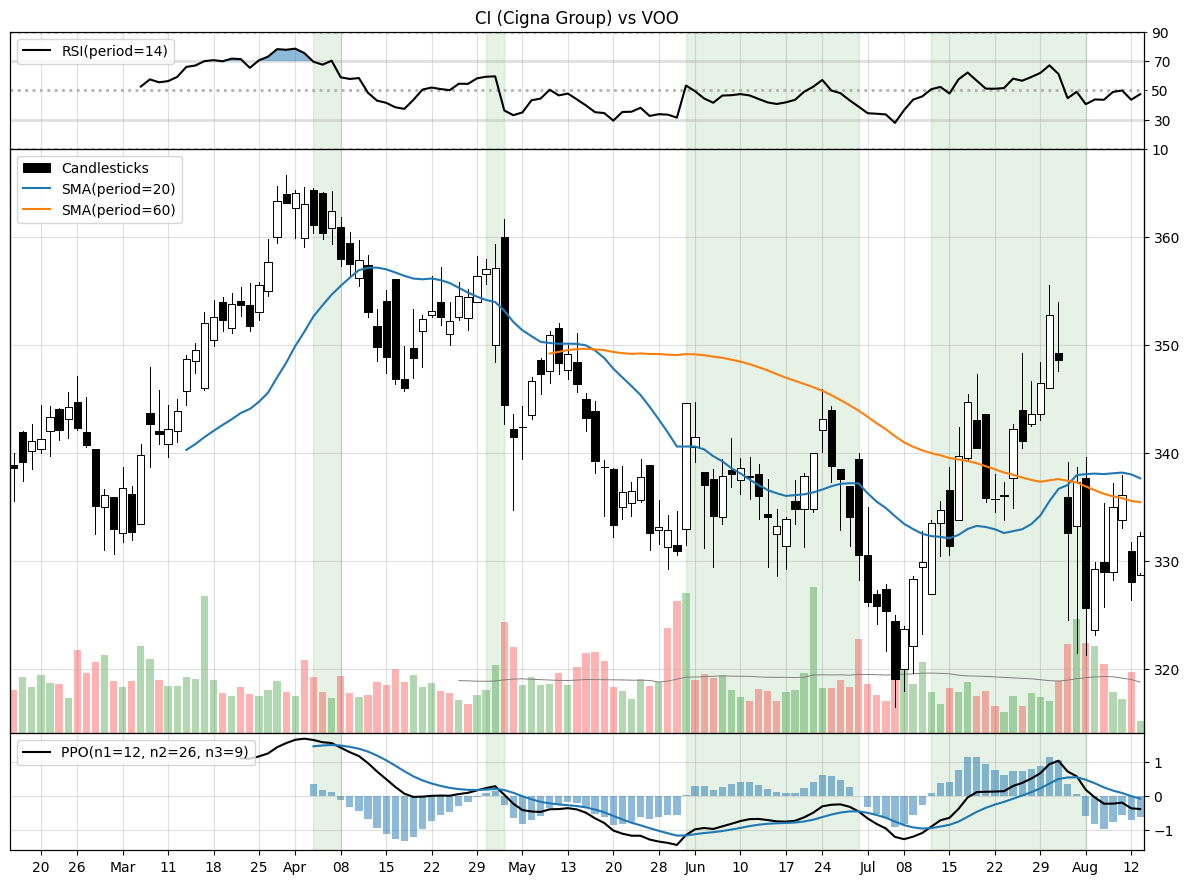 CI (Cigna Group) vs VOO
RSI(period=14)
90
70
50
30
10
Candlesticks
SMA(period=20)
SMA(period=60)
360
350
340
330
320
PPO(n1=12, n2=26, n3=9)
1
0
−1
20 26 Mar 11 18 25 Apr 08 15 22 29 May 13 20 28 Jun 10 17 24 Jul 08 15 22 29 Aug 12